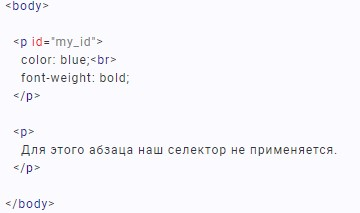 <body>
<p id="my_id">
color: blue;<br>
font-weight: bold;
</p>
<p>
Для этого абзаца наш селектор не применяется.
</p>
</body>